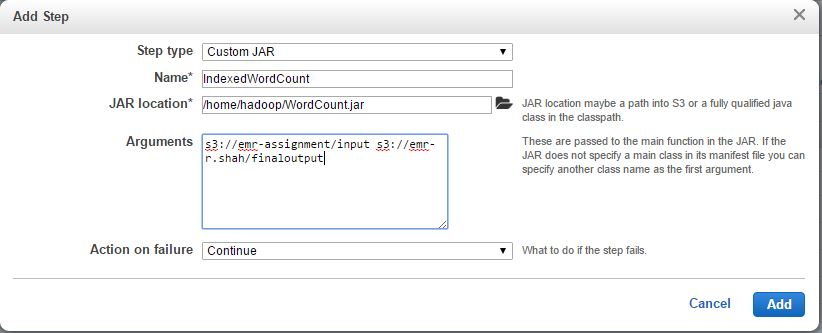 Add Step
Step type Custom JAR
Name* IndexedWordCount
JAR location* /home/hadoop/WordCount.jar
JAR location maybe a path into S3 or a fully qualified java
class in the classpath.
Arguments
s3://emr-assignment/input s3://emr-
r.shah/finaloutput
These are passed to the main function in the JAR. If the
JAR does not specify a main class in its manifest file you can
specify another class name as the first argument.
Action on failure Continue What to do if the step fails.
Cancel Add